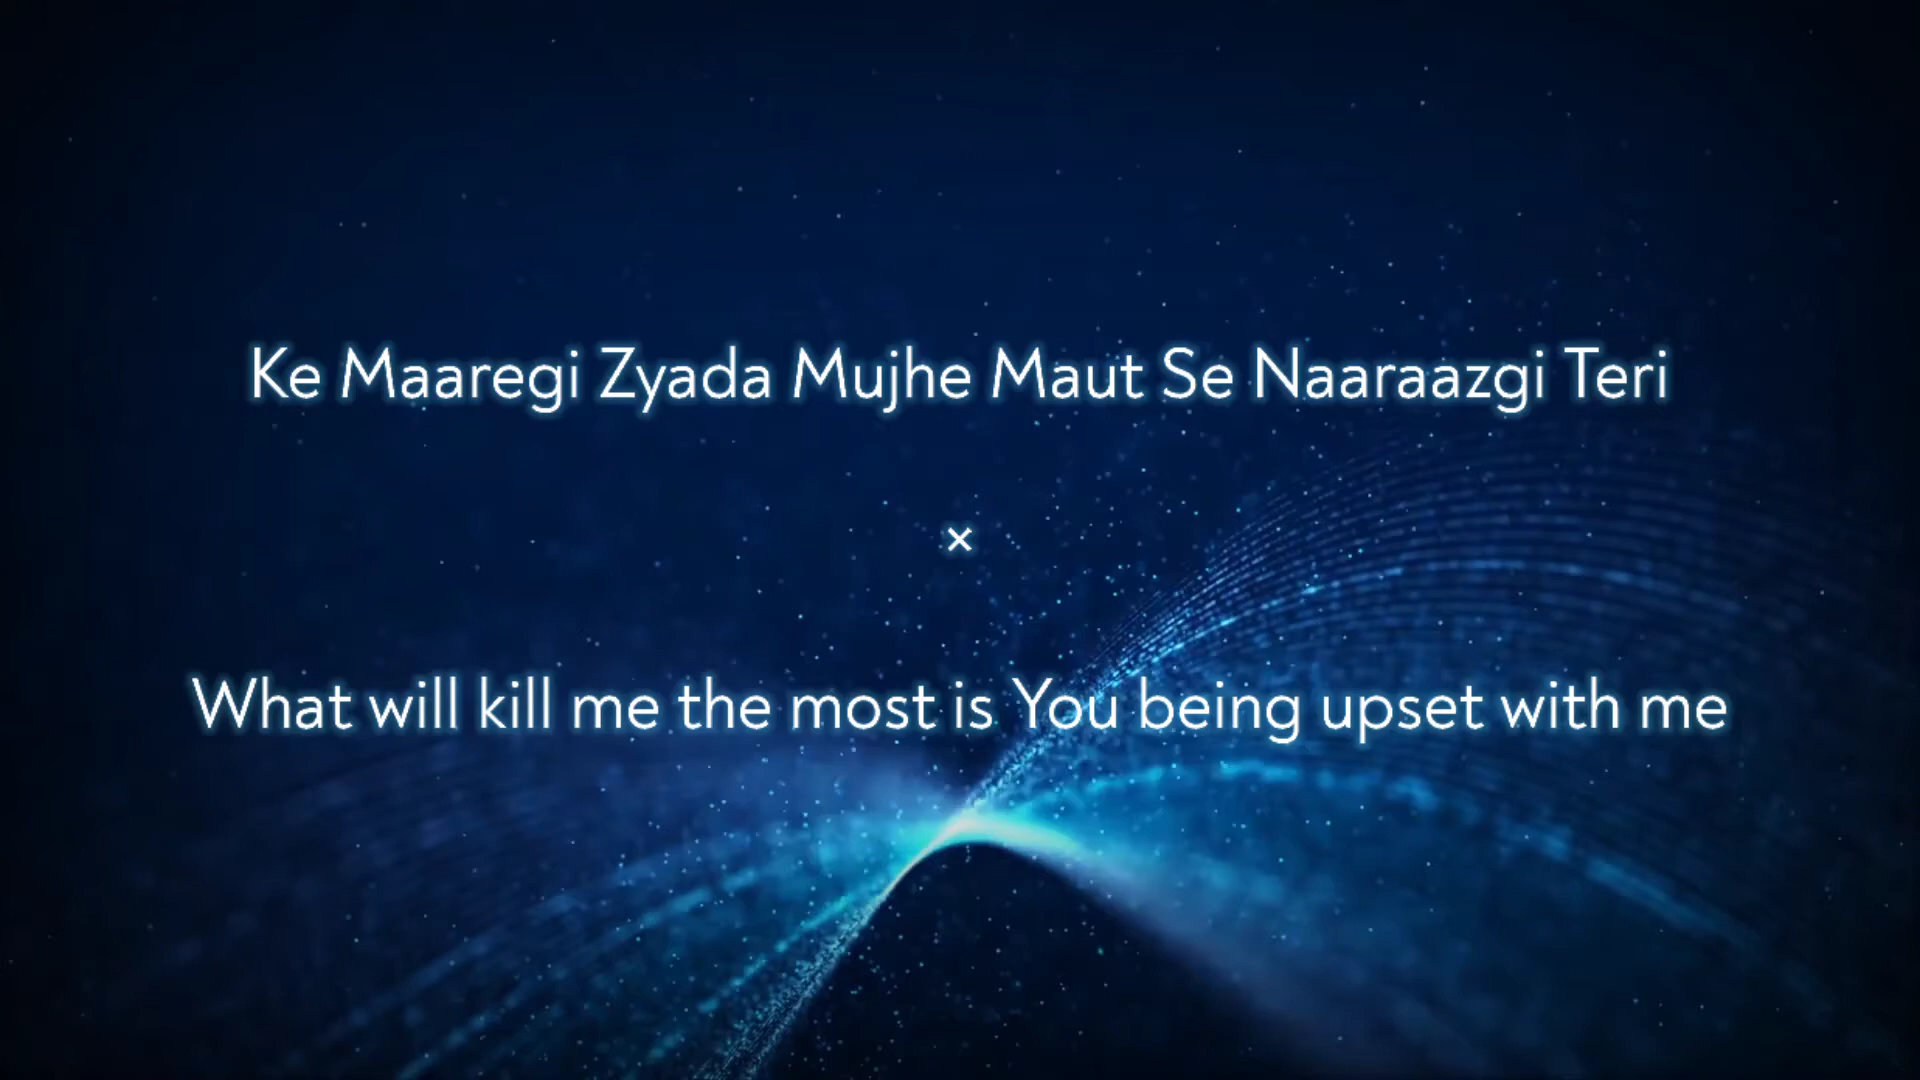 Ke Maaregi Zyada Mujhe Maut Se Naaraazgi Teri
×
What will kill me the most is You being upset with me